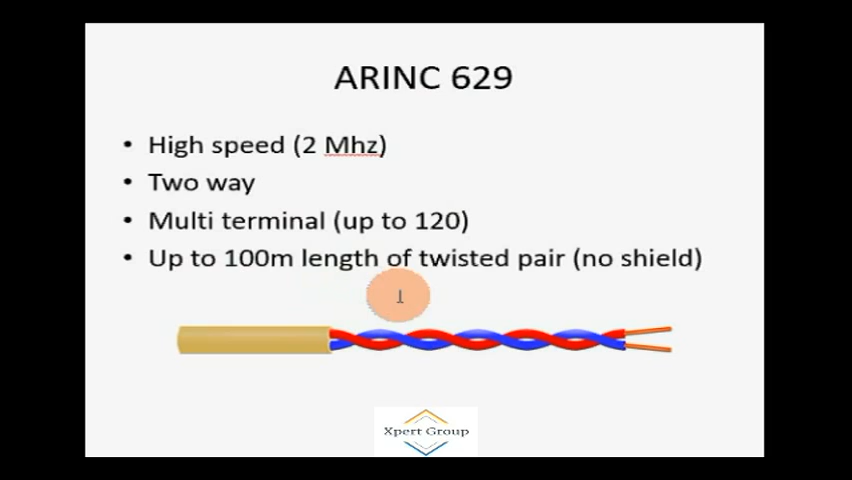 ARINC 629
• High speed (2 Mhz)
• Two way
• Multi terminal (up to 120)
• Up to 100m length of twisted pair (no shield)
Xpert Group